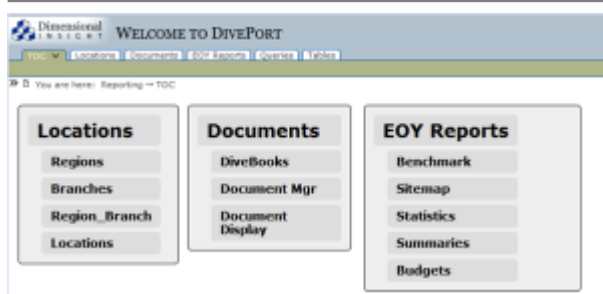 Dimensional
INSIGHT
WELCOME TO DIVEPORT
TOC Locations Documents EOY Reports Queries Tables
You are here: Reporting → TOC
Locations
Regions
Branches
Region_Branch
Locations
Documents
DiveBooks
Document Mgr
Document
Display
EOY Reports
Benchmark
Sitemap
Statistics
Summaries
Budgets